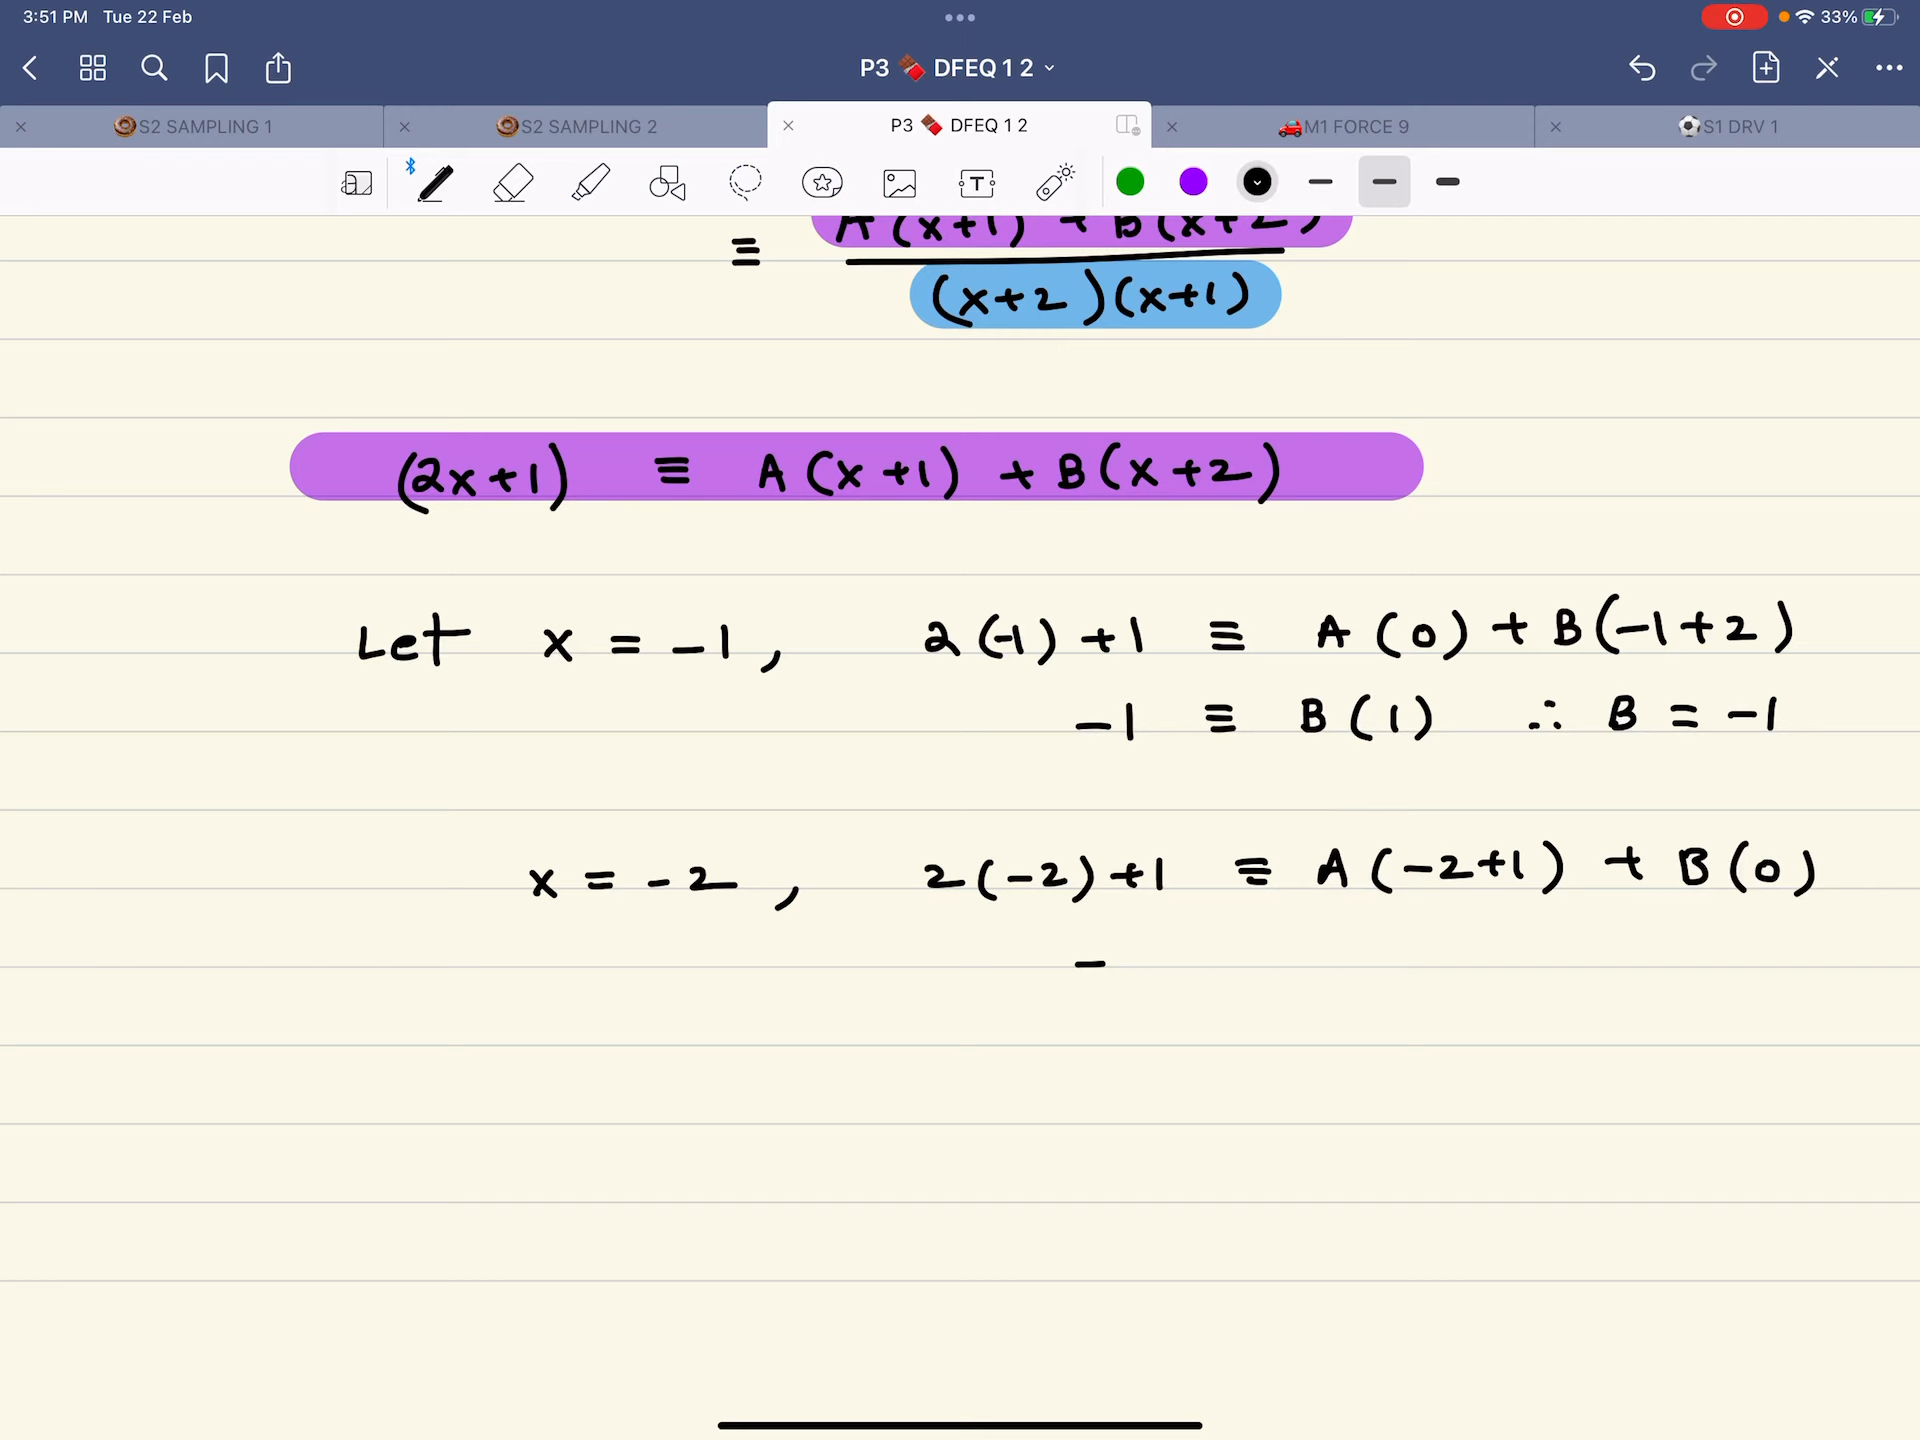 3:51 PM Tue 22 Feb
33%
P3 🍫 DFEQ 1 2
S2 SAMPLING 1
S2 SAMPLING 2
P3 🍫 DFEQ 1 2
M1 FORCE 9
S1 DRV 1
≡ A(x+1) + B(x+2)
(x+2)(x+1)
(2x+1) ≡ A(x+1) + B(x+2)
Let x = -1, 2(-1)+1 ≡ A(0) + B(-1+2)
-1 ≡ B(1) ∴ B = -1
x = -2, 2(-2)+1 ≡ A(-2+1) + B(0)
-